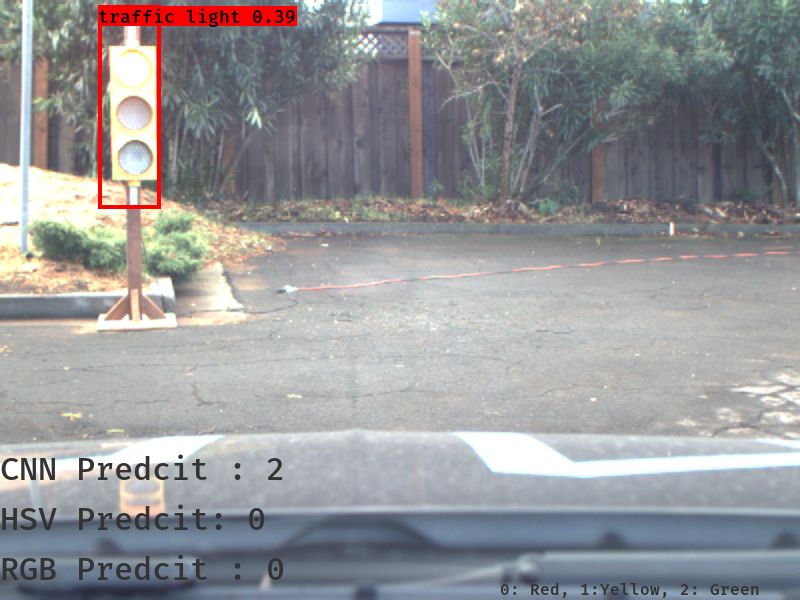 traffic light 0.39
CNN Predcit : 2
HSV Predcit: 0
RGB Predcit : 0
0: Red, 1:Yellow, 2: Green